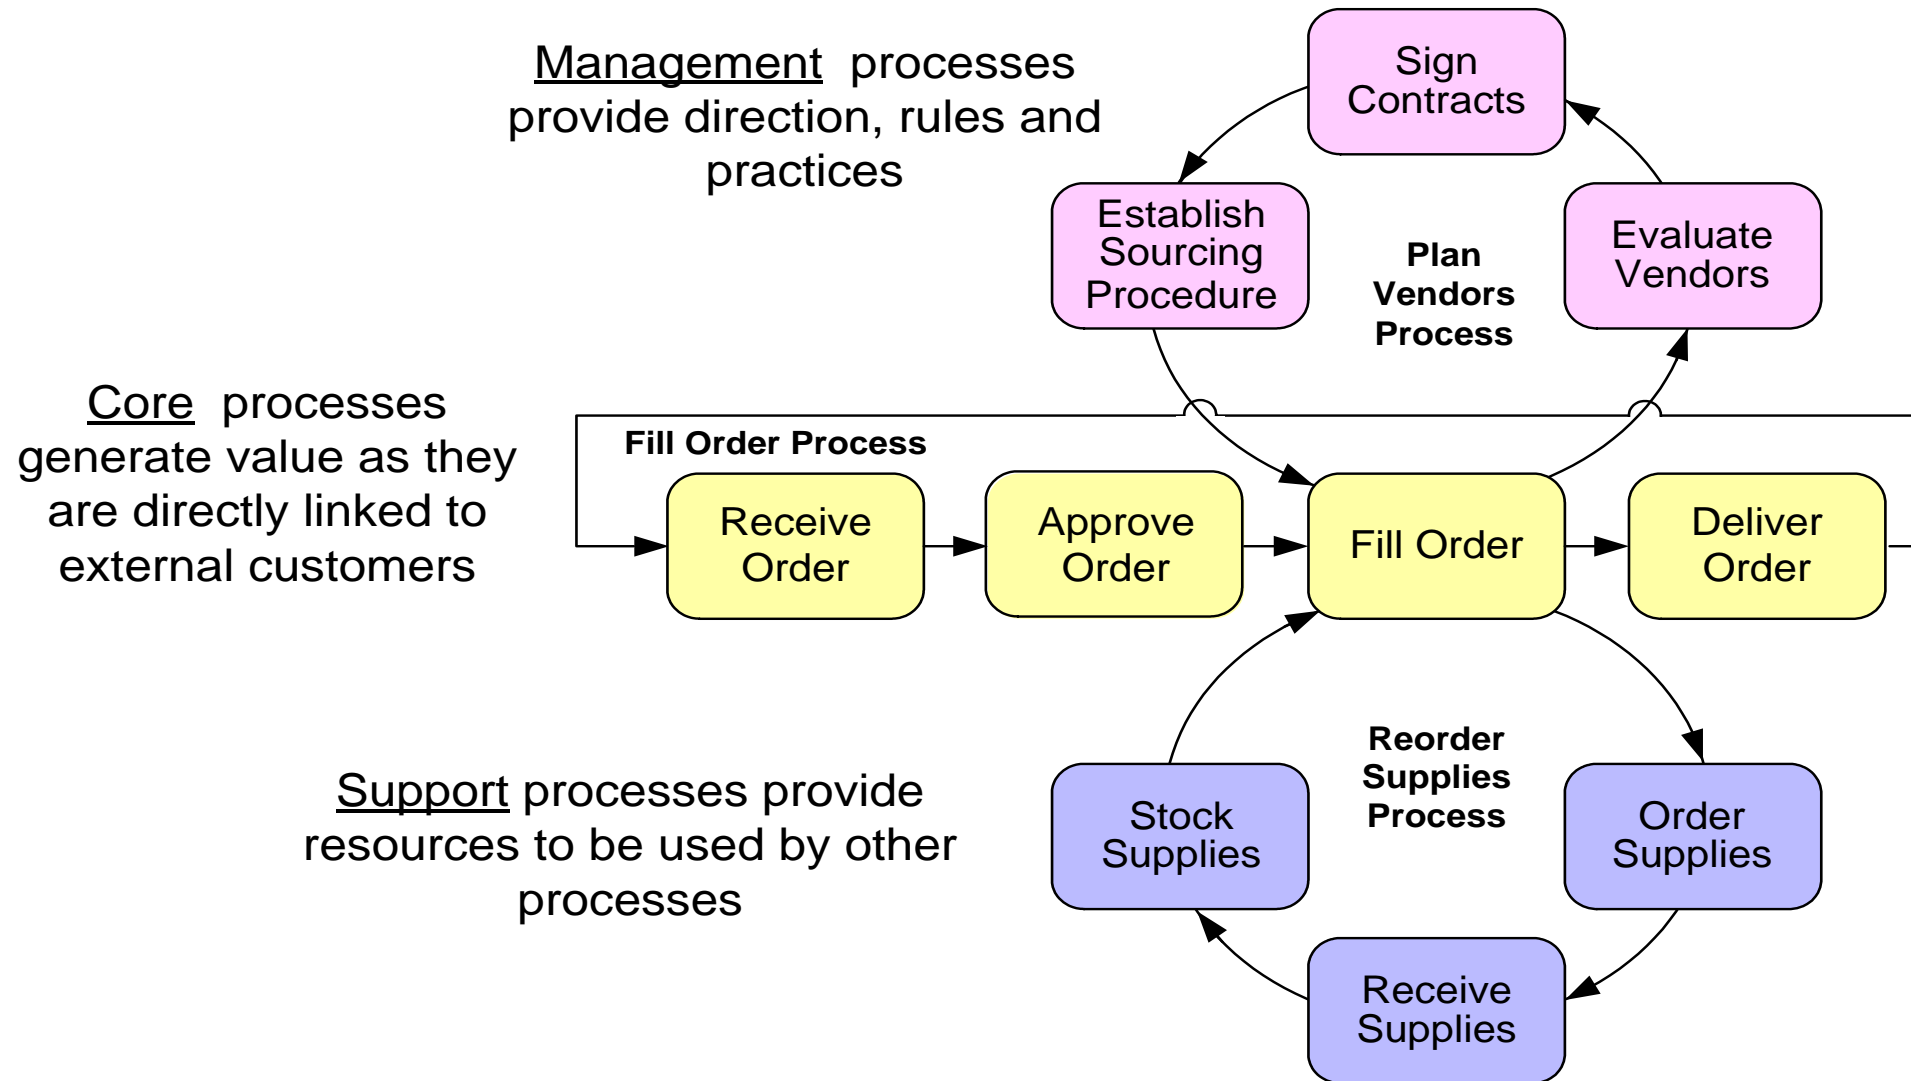 Management processes
provide direction, rules and
practices
Sign
Contracts
Establish
Sourcing
Procedure
Plan
Vendors
Process
Evaluate
Vendors
Core processes
generate value as they
are directly linked to
external customers
Fill Order Process
Receive
Order
Approve
Order
Fill Order
Deliver
Order
Support processes provide
resources to be used by other
processes
Reorder
Supplies
Process
Stock
Supplies
Order
Supplies
Receive
Supplies